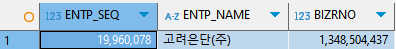 123 ENTP_SEQ A-Z ENTP_NAME 123 BIZRNO
1 19,960,078 고려은단(주) 1,348,504,437